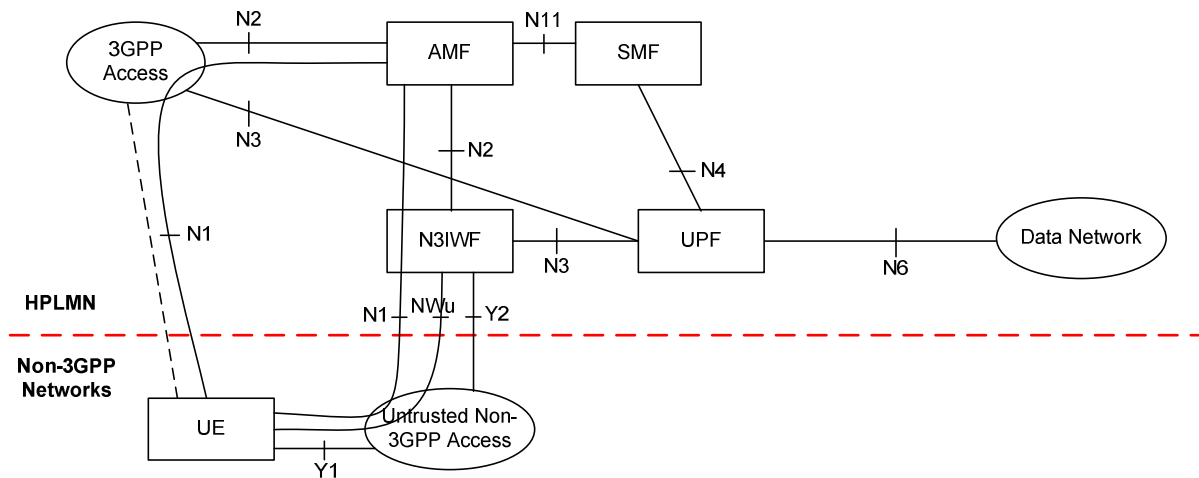 N2
N11
3GPP
Access
AMF
SMF
N3
N2
N4
N1
N3IWF
UPF
Data Network
N3
N6
HPLMN
N1
NWu
Y2
Non-3GPP
Networks
UE
Untrusted Non-
3GPP Access
Y1